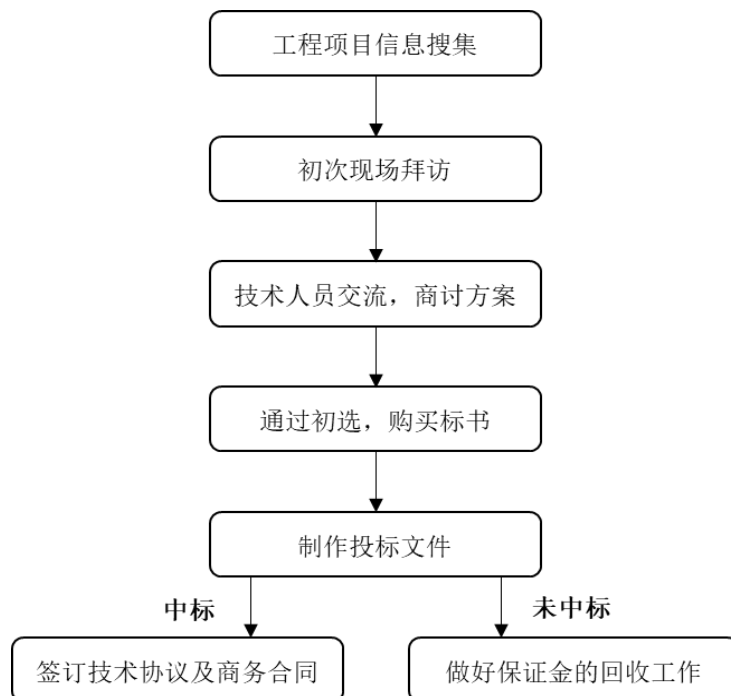 工程项目信息搜集
初次现场拜访
技术人员交流，商讨方案
通过初选，购买标书
制作投标文件
中标
未中标
签订技术协议及商务合同
做好保证金的回收工作